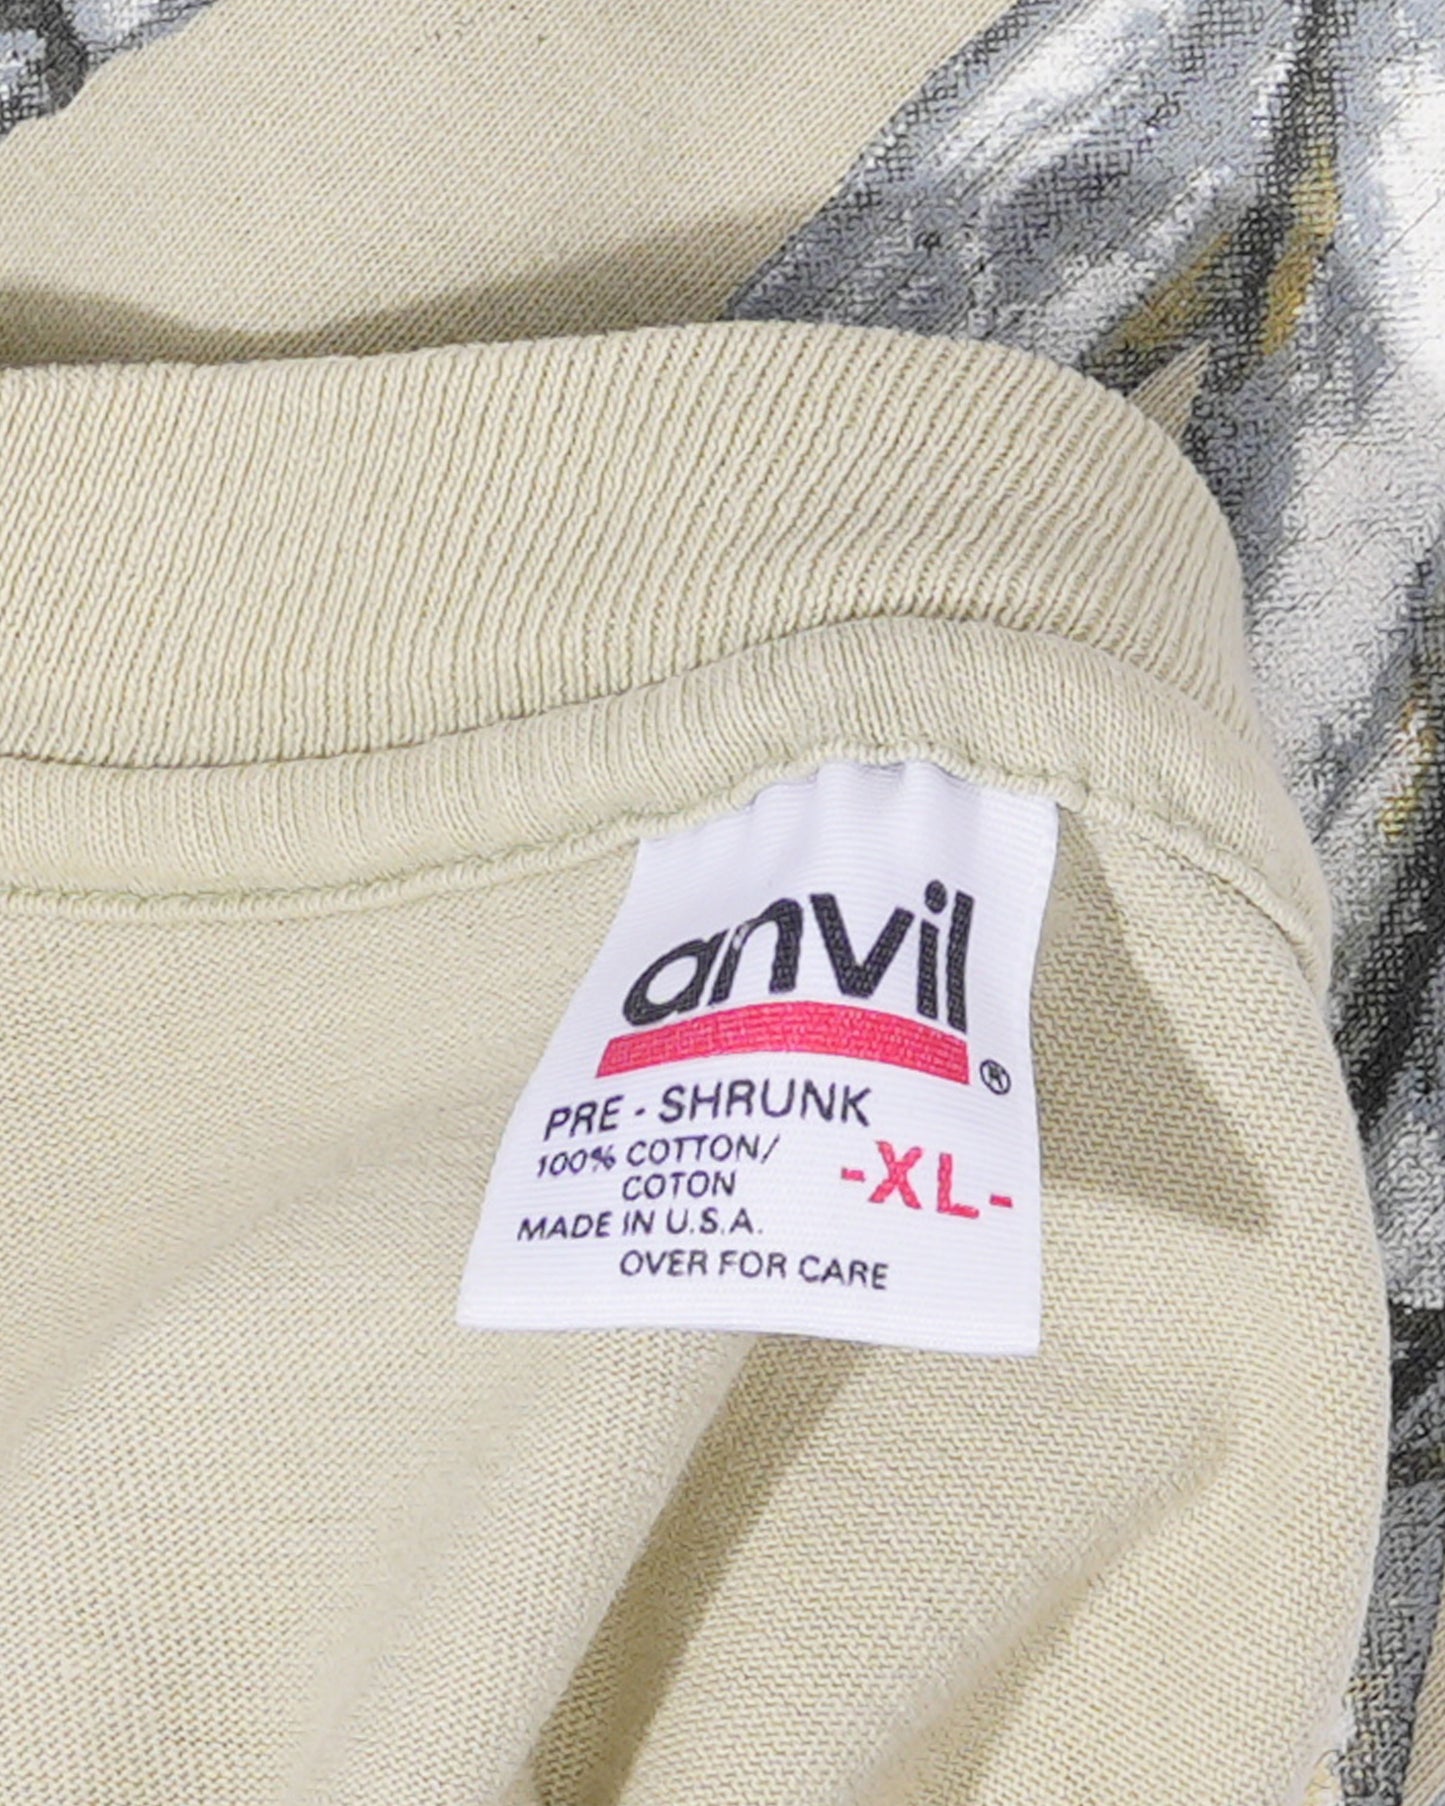 anvil®
PRE - SHRUNK
100% COTTON/
COTON
-XL-
MADE IN U.S.A.
OVER FOR CARE